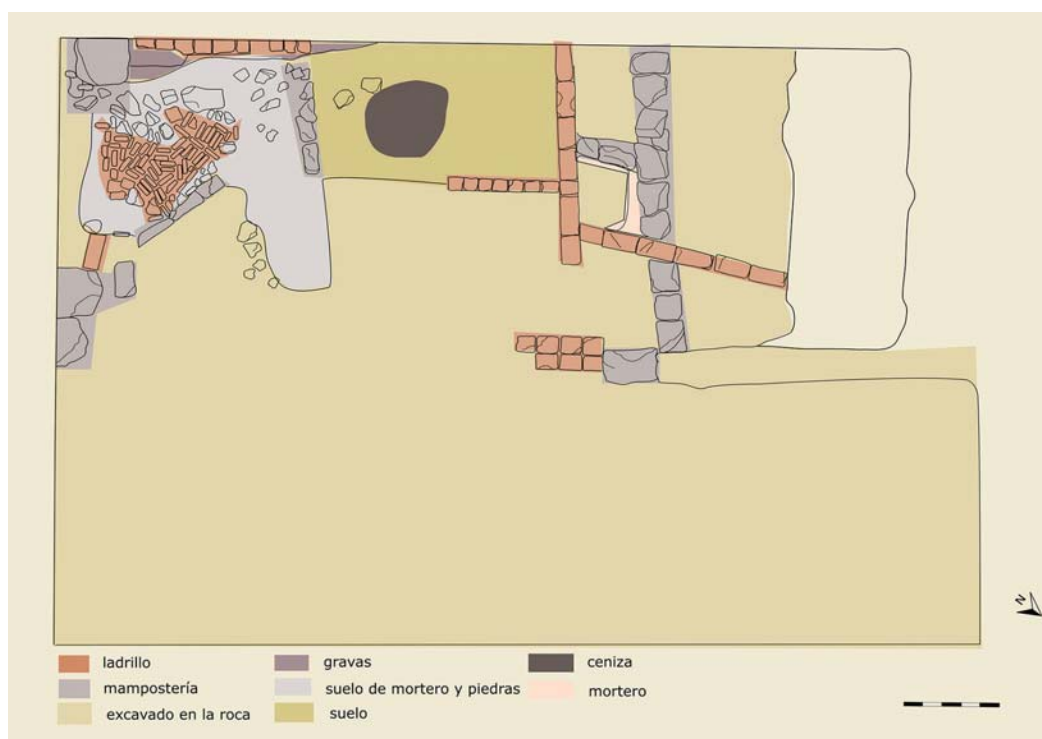 N
ladrillo
gravas
ceniza
mampostería
suelo de mortero y piedras
mortero
excavado en la roca
suelo